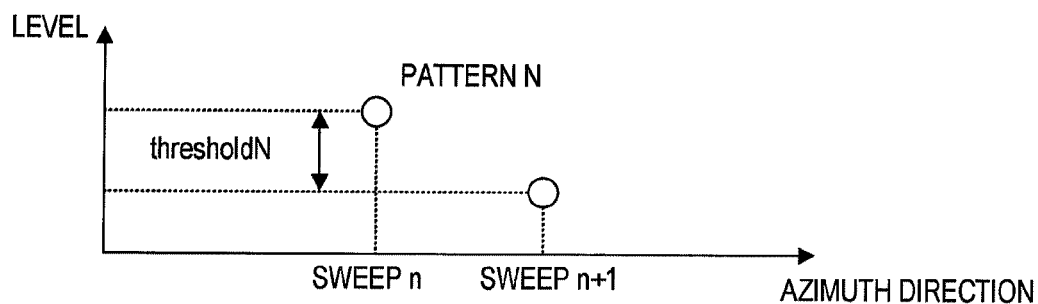 LEVEL
PATTERN N
thresholdN
SWEEP n
SWEEP n+1
AZIMUTH DIRECTION